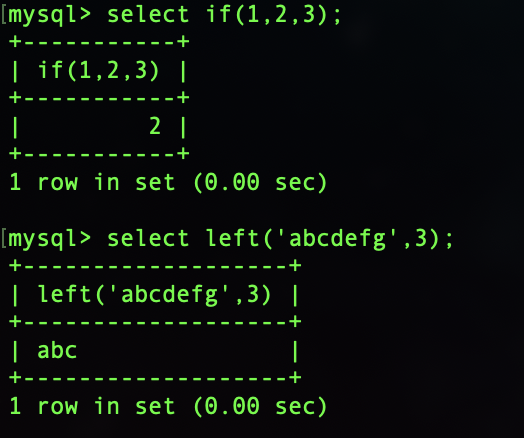 [mysql> select if(1,2,3);
+-----------+
| if(1,2,3) |
+-----------+
|         2 |
+-----------+
1 row in set (0.00 sec)
[mysql> select left('abcdefg',3);
+-------------------+
| left('abcdefg',3) |
+-------------------+
| abc               |
+-------------------+
1 row in set (0.00 sec)